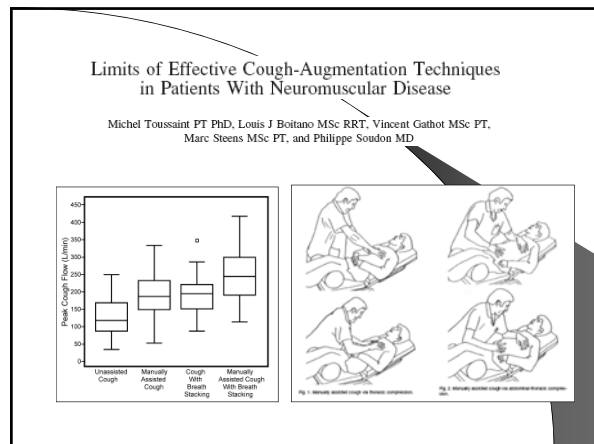 Limits of Effective Cough-Augmentation Techniques
in Patients With Neuromuscular Disease
Michel Toussaint PT PhD, Louis J Boitano MSc RRT, Vincent Gathot MSc PT,
Marc Steens MSc PT, and Philippe Soudon MD
Peak Cough Flow (L/min)
450
400
350
300
250
200
150
100
50
0
Unassisted
Cough
Manually
Assisted
Cough
Cough
With
Breath
Stacking
Manually
Assisted Cough
With Breath
Stacking
Fig. 1. Manually assisted cough via thoracic compression.
Fig. 2. Manually assisted cough via abdominal-thoracic compres-
sion.